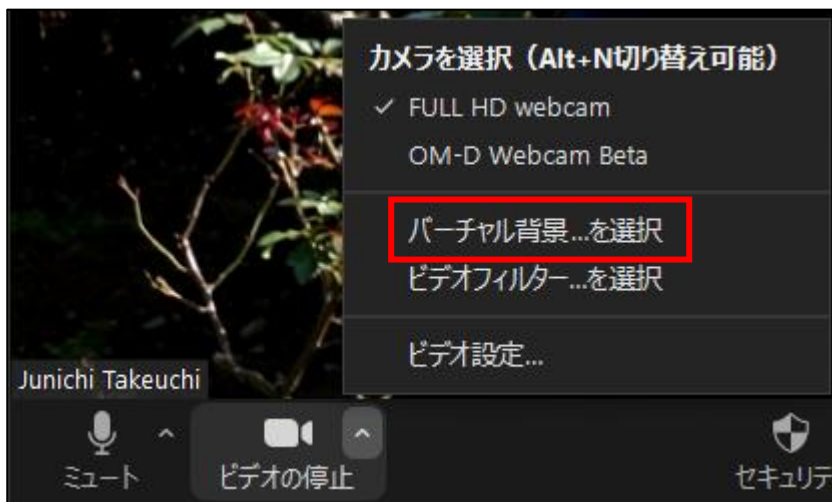 カメラを選択（Alt+N切り替え可能）
✓ FULL HD webcam
OM-D Webcam Beta
バーチャル背景...を選択
ビデオフィルター...を選択
ビデオ設定...
Junichi Takeuchi
ミュート
ビデオの停止
セキュリテ